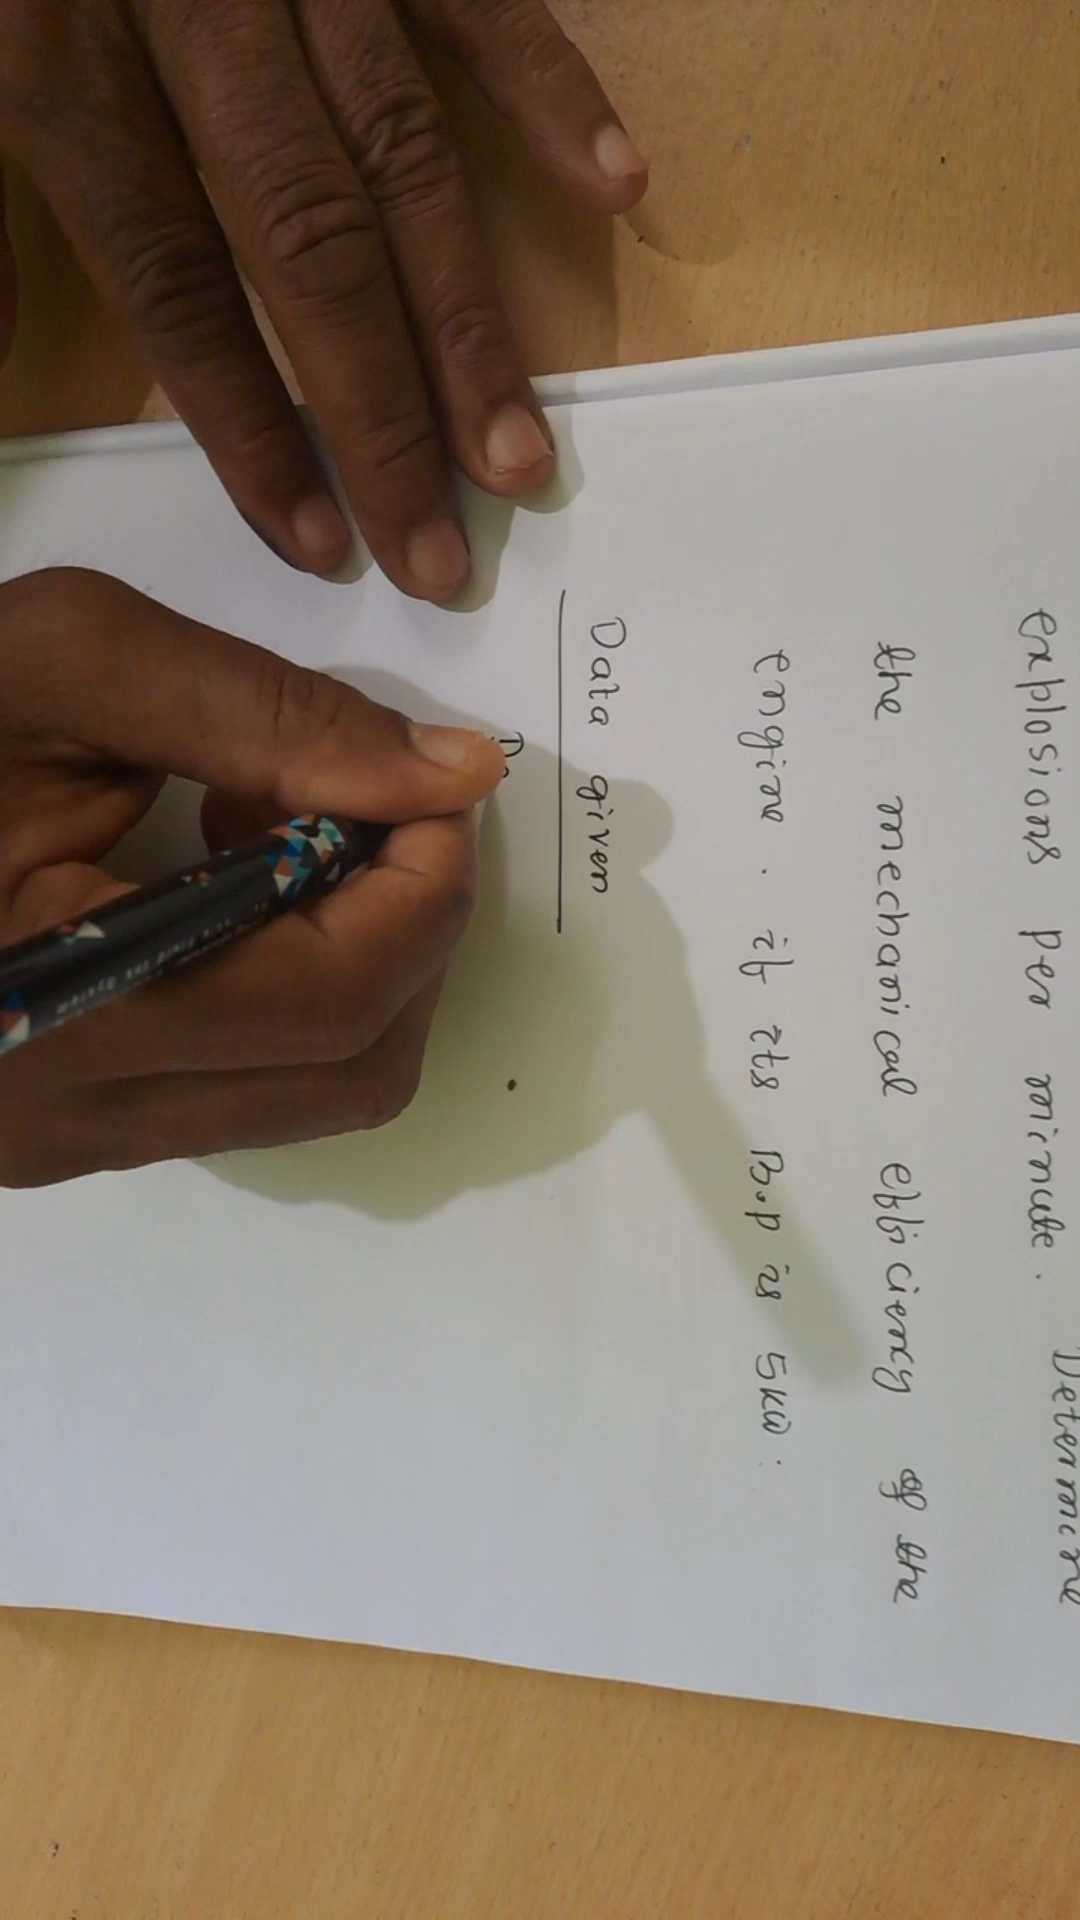 explosions per minute. Determine
the mechanical efficiency of the
engine. if its B.P is 5kw:
Data given